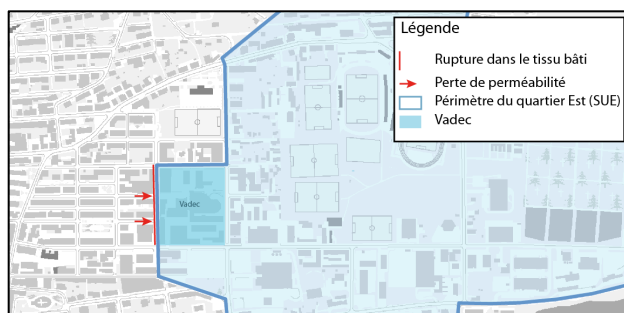 Légende
Rupture dans le tissu bâti
Perte de perméabilité
Périmètre du quartier Est (SUE)
Vadec
Vadec